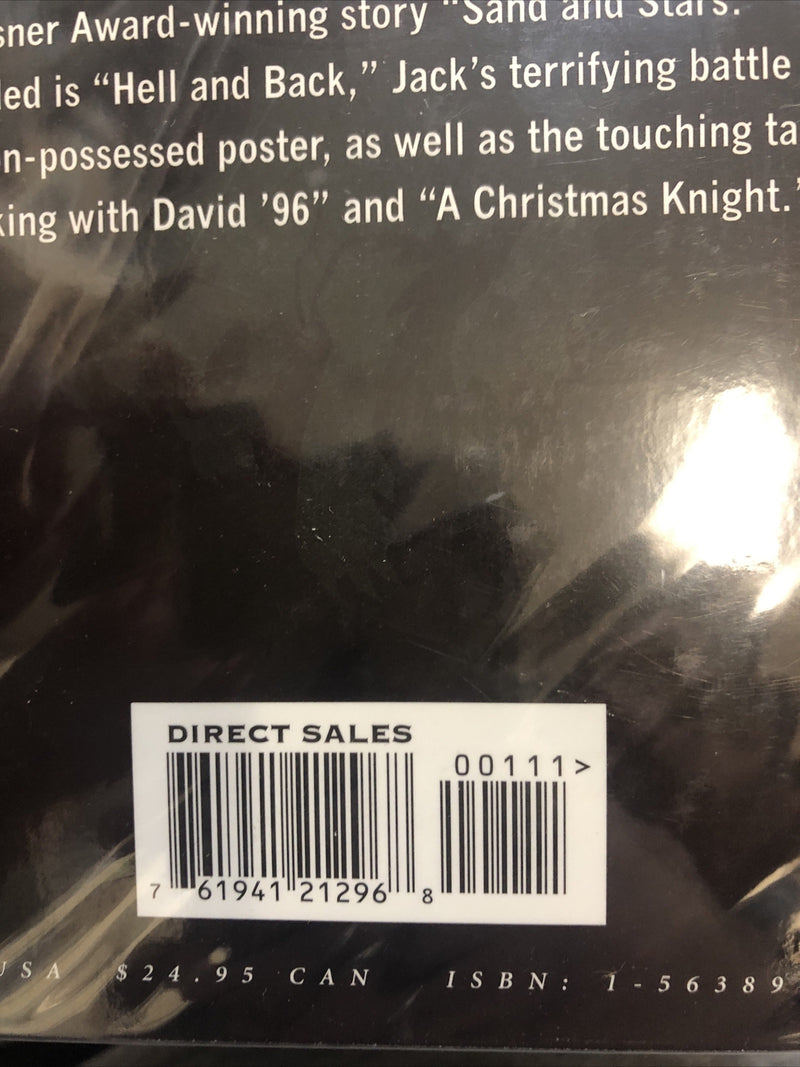 sner Award-winning story "Sand and Stars."
led is “Hell and Back,” Jack’s terrifying battle
n-possessed poster, as well as the touching ta
king with David ’96” and “A Christmas Knight.”
DIRECT SALES
00111>
7 61941 21296 8
USA $24.95 CAN ISBN: 1-56389